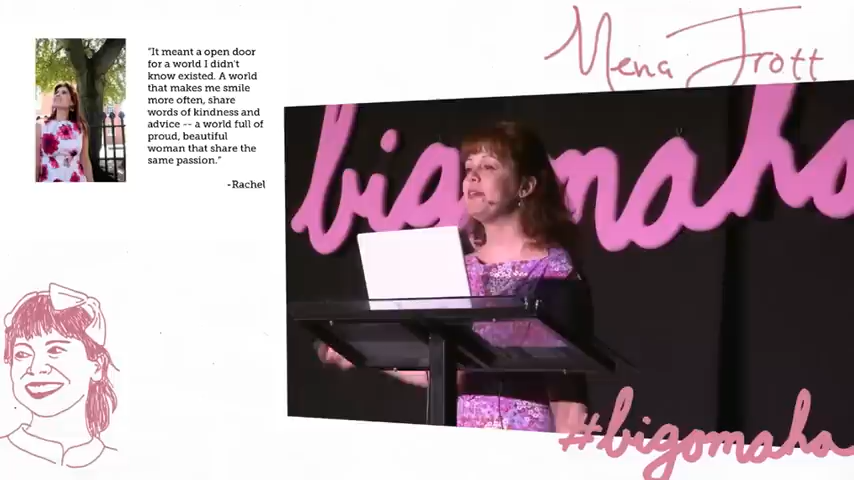 "It meant a open door
for a world I didn't
know existed. A world
that makes me smile
more often, share
words of kindness and
advice -- a world full of
proud, beautiful
woman that share the
same passion."
-Rachel
Mena Trott
bigomaha
#bigomaha